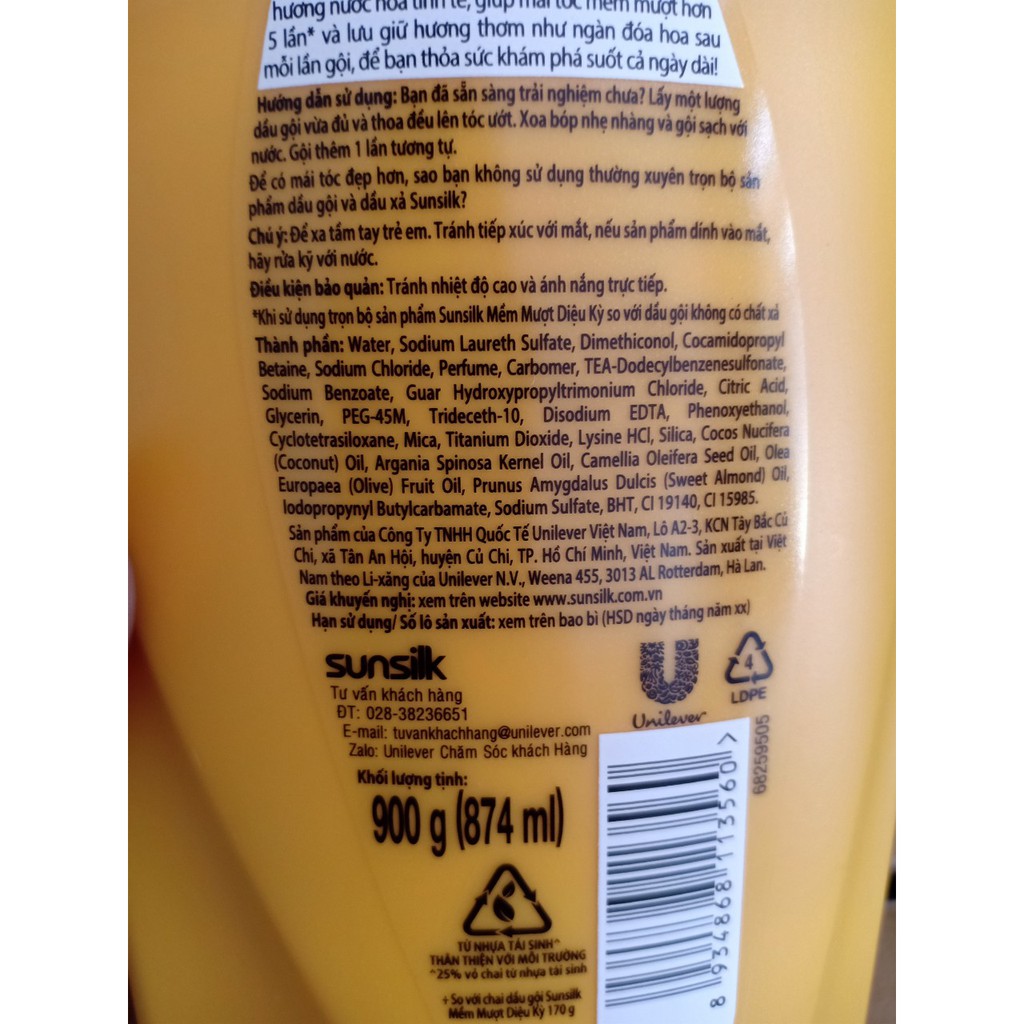 hương nước hoa tinh tế, giúp mái tóc mềm mượt hơn
5 lần* và lưu giữ hương thơm như ngàn đóa hoa sau
mỗi lần gội, để bạn thỏa sức khám phá suốt cả ngày dài!
Hướng dẫn sử dụng: Bạn đã sẵn sàng trải nghiệm chưa? Lấy một lượng
dầu gội vừa đủ và thoa đều lên tóc ướt. Xoa bóp nhẹ nhàng và gội sạch với
nước. Gội thêm 1 lần tương tự.
Để có mái tóc đẹp hơn, sao bạn không sử dụng thường xuyên trọn bộ sản
phẩm dầu gội và dầu xả Sunsilk?
Chú ý: Để xa tầm tay trẻ em. Tránh tiếp xúc với mắt, nếu sản phẩm dính vào mắt,
hãy rửa kỹ với nước.
Điều kiện bảo quản: Tránh nhiệt độ cao và ánh nắng trực tiếp.
*Khi sử dụng trọn bộ sản phẩm Sunsilk Mềm Mượt Diệu Kỳ so với dầu gội không có chất xả
Thành phần: Water, Sodium Laureth Sulfate, Dimethiconol, Cocamidopropyl
Betaine, Sodium Chloride, Perfume, Carbomer, TEA-Dodecylbenzenesulfonate,
Sodium Benzoate, Guar Hydroxypropyltrimonium Chloride, Citric Acid,
Glycerin, PEG-45M, Trideceth-10, Disodium EDTA, Phenoxyethanol,
Cyclotetrasiloxane, Mica, Titanium Dioxide, Lysine HCl, Silica, Cocos Nucifera
(Coconut) Oil, Argania Spinosa Kernel Oil, Camellia Oleifera Seed Oil, Olea
Europaea (Olive) Fruit Oil, Prunus Amygdalus Dulcis (Sweet Almond) Oil,
Iodopropynyl Butylcarbamate, Sodium Sulfate, BHT, CI 19140, CI 15985.
Sản phẩm của Công Ty TNHH Quốc Tế Unilever Việt Nam, Lô A2-3, KCN Tây Bắc Củ
Chi, xã Tân An Hội, huyện Củ Chi, TP. Hồ Chí Minh, Việt Nam. Sản xuất tại Việt
Nam theo Li-xăng của Unilever N.V., Weena 455, 3013 AL Rotterdam, Hà Lan.
Giá khuyến nghị: xem trên website www.sunsilk.com.vn
Hạn sử dụng/ Số lô sản xuất: xem trên bao bì (HSD ngày tháng năm xx)
sunsilk
Tư vấn khách hàng
ĐT: 028-38236651
E-mail: tuvankhachhang@unilever.com
Zalo: Unilever Chăm Sóc khách Hàng
Unilever
4
LDPE
68259505
Khối lượng tịnh:
900 g (874 ml)
8 934868 113560 >
TỪ NHỰA TÁI SINH^
THÂN THIỆN VỚI MÔI TRƯỜNG
^25% vỏ chai từ nhựa tái sinh
+ So với chai dầu gội Sunsilk
Mềm Mượt Diệu Kỳ 170 g